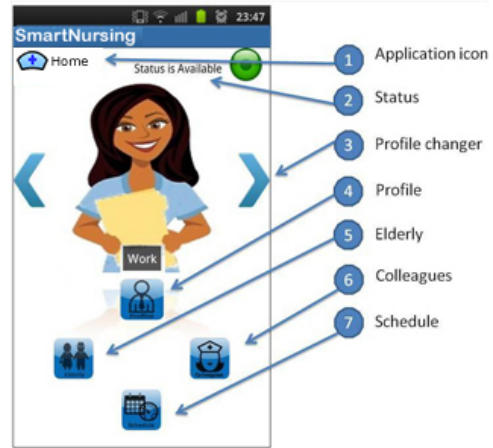 23:47
SmartNursing
Home
Status is Available
Work
Schedule
1 Application icon
2 Status
3 Profile changer
4 Profile
5 Elderly
6 Colleagues
7 Schedule